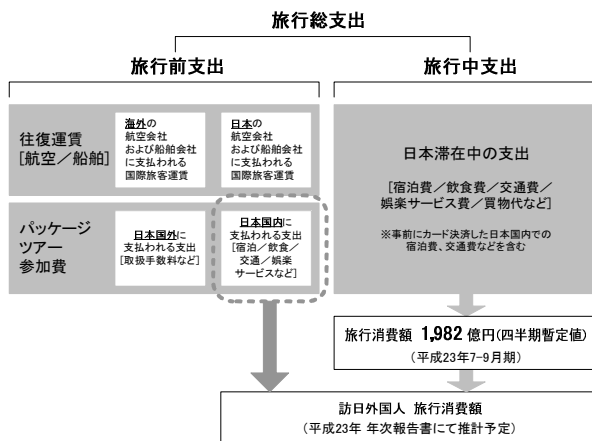 旅行総支出
旅行前支出
旅行中支出
往復運賃
[航空／船舶]
海外の
航空会社
および船舶会社
に支払われる
国際旅客運賃
日本の
航空会社
および船舶会社
に支払われる
国際旅客運賃
パッケージ
ツアー
参加費
日本国外に
支払われる支出
[取扱手数料など]
日本国内に
支払われる支出
[宿泊／飲食／
交通／娯楽
サービスなど]
日本滞在中の支出
[宿泊費／飲食費／交通費／
娯楽サービス費／買物代など]
※事前にカード決済した日本国内での
宿泊費、交通費などを含む
旅行消費額 1,982 億円(四半期暫定値)
（平成23年7-9月期）
訪日外国人 旅行消費額
（平成23年 年次報告書にて推計予定）